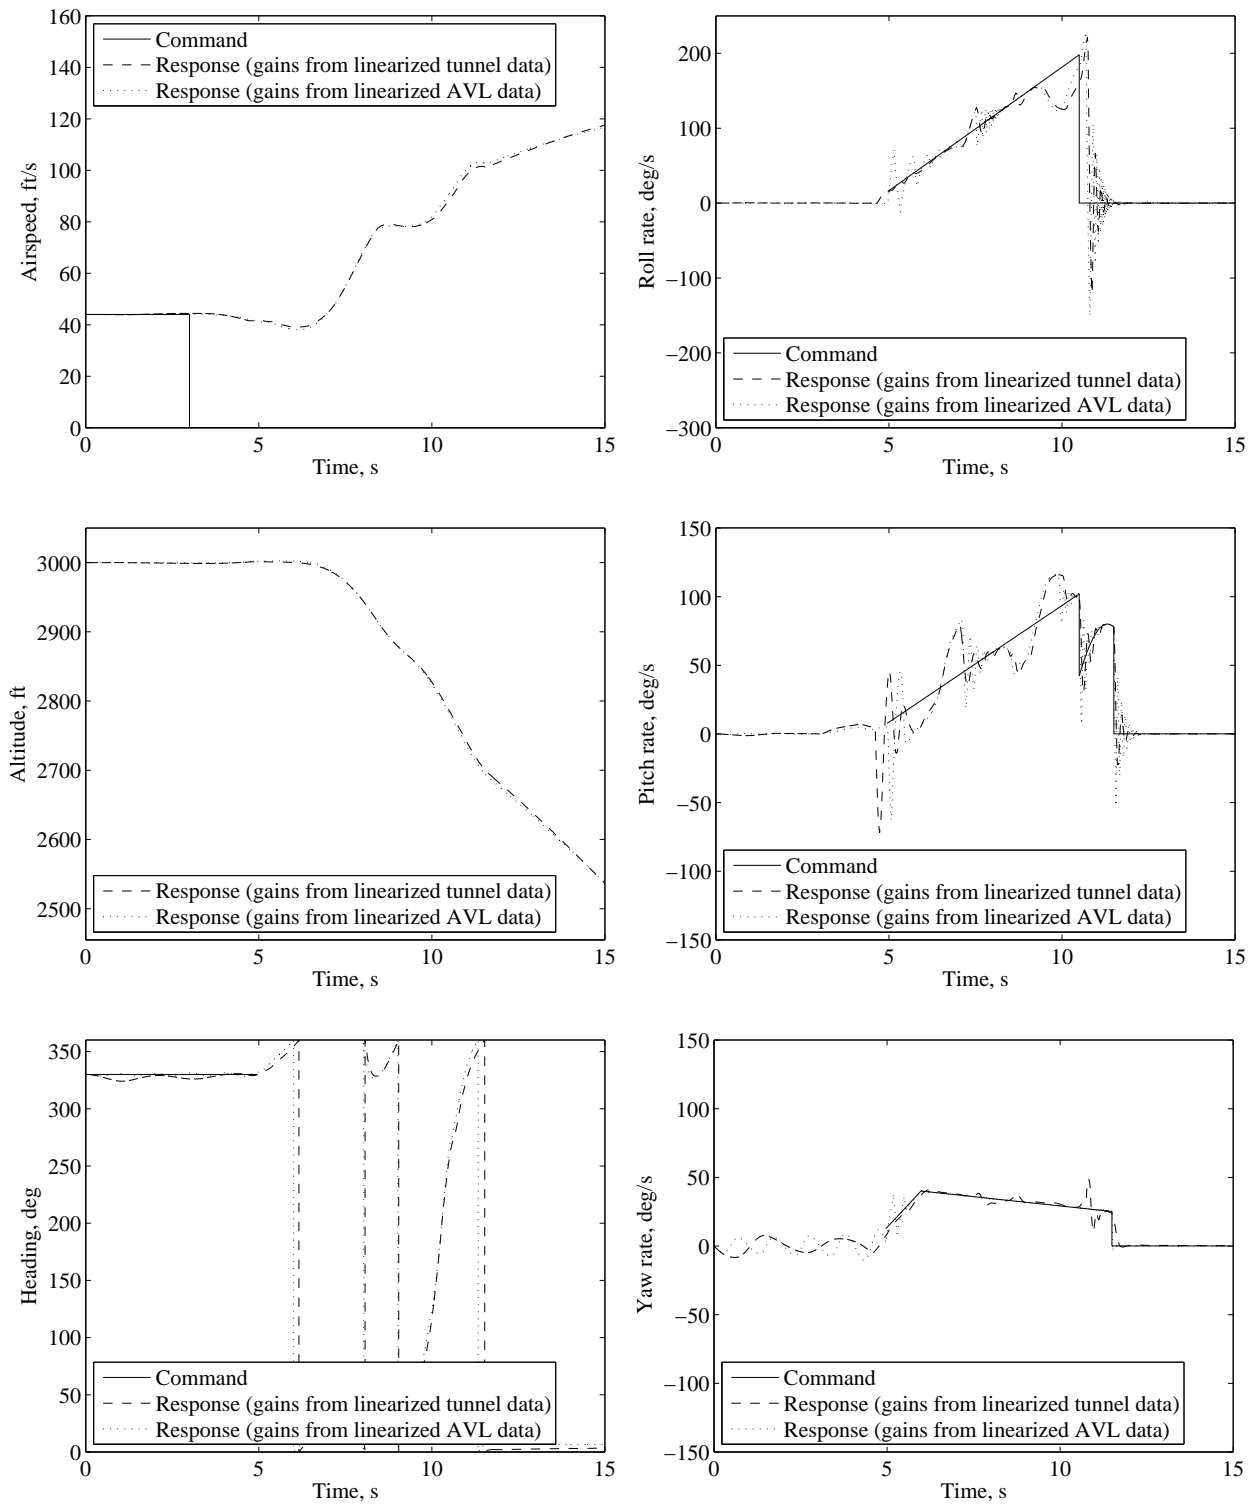 160
140
120
100
80
60
40
20
0
Airspeed, ft/s
Command
Response (gains from linearized tunnel data)
Response (gains from linearized AVL data)
0 5 10 15
Time, s
200
100
0
−100
−200
−300
Roll rate, deg/s
Command
Response (gains from linearized tunnel data)
Response (gains from linearized AVL data)
0 5 10 15
Time, s
3000
2900
2800
2700
2600
2500
Altitude, ft
Response (gains from linearized tunnel data)
Response (gains from linearized AVL data)
0 5 10 15
Time, s
150
100
50
0
−50
−100
−150
Pitch rate, deg/s
Command
Response (gains from linearized tunnel data)
Response (gains from linearized AVL data)
0 5 10 15
Time, s
350
300
250
200
150
100
50
0
Heading, deg
Command
Response (gains from linearized tunnel data)
Response (gains from linearized AVL data)
0 5 10 15
Time, s
150
100
50
0
−50
−100
−150
Yaw rate, deg/s
Command
Response (gains from linearized tunnel data)
Response (gains from linearized AVL data)
0 5 10 15
Time, s